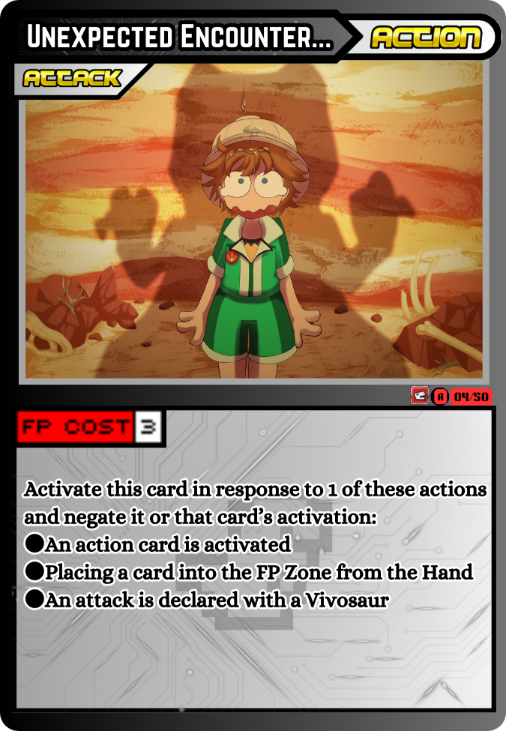 Unexpected Encounter...
ACTION
ATTACK
A 04/50
FP COST 3
Activate this card in response to 1 of these actions
and negate it or that card's activation:
●An action card is activated
●Placing a card into the FP Zone from the Hand
●An attack is declared with a Vivosaur